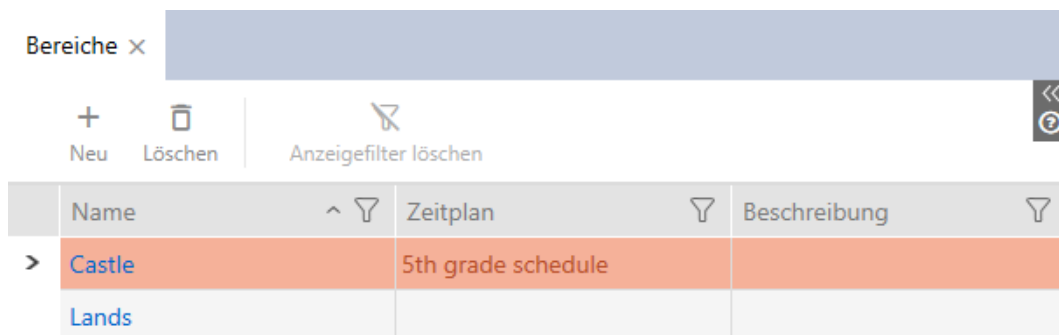 Bereiche
Neu Löschen Anzeigefilter löschen
Name Zeitplan Beschreibung
Castle 5th grade schedule
Lands